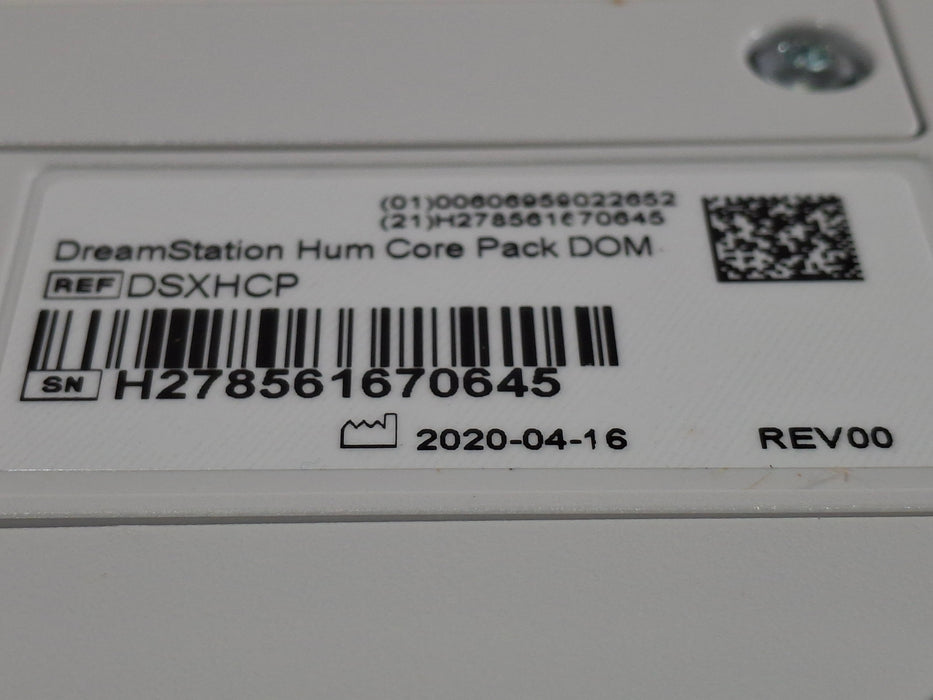 (01)00606959022652
(21)H278561670645
DreamStation Hum Core Pack DOM
REF DSXHCP
SN H278561670645
2020-04-16 REV00